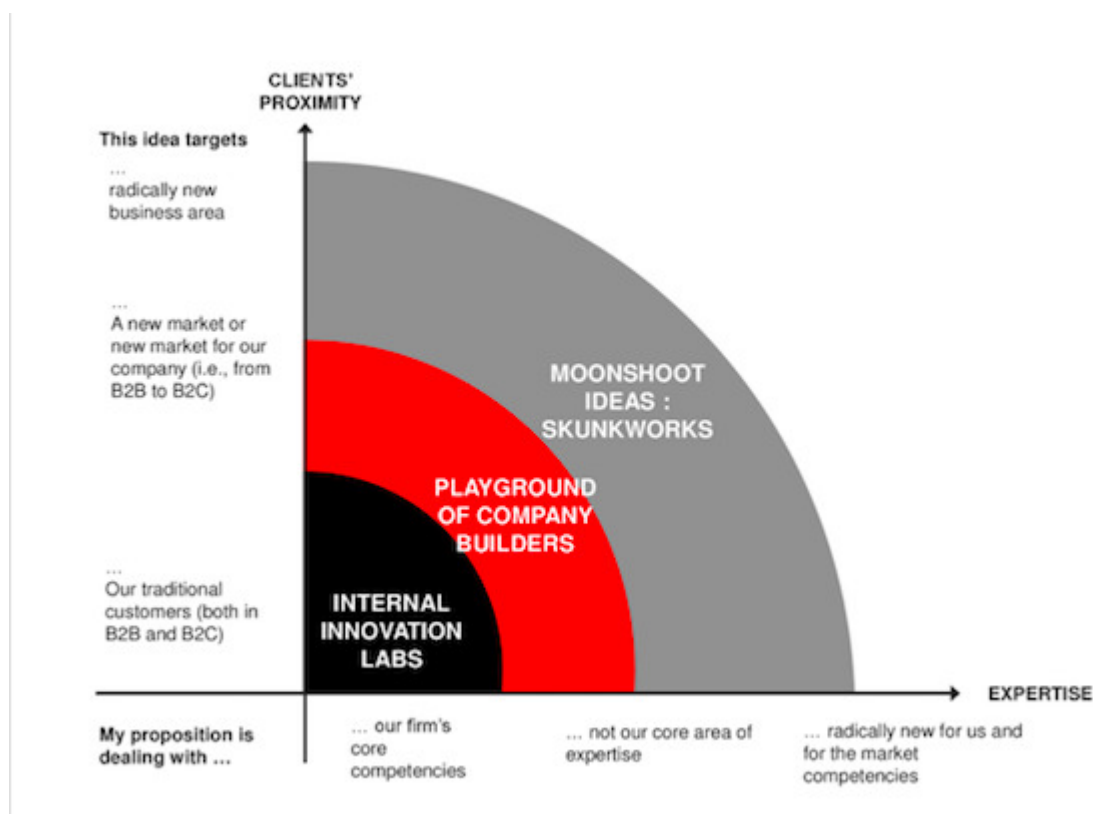 CLIENTS'
PROXIMITY
This idea targets
...
radically new
business area
...
A new market or
new market for our
company (i.e., from
B2B to B2C)
MOONSHOOT
IDEAS :
SKUNKWORKS
PLAYGROUND
OF COMPANY
BUILDERS
...
Our traditional
customers (both in
B2B and B2C)
INTERNAL
INNOVATION
LABS
EXPERTISE
My proposition is
dealing with ...
... our firm's
core
competencies
... not our core area of
expertise
... radically new for us and
for the market
competencies